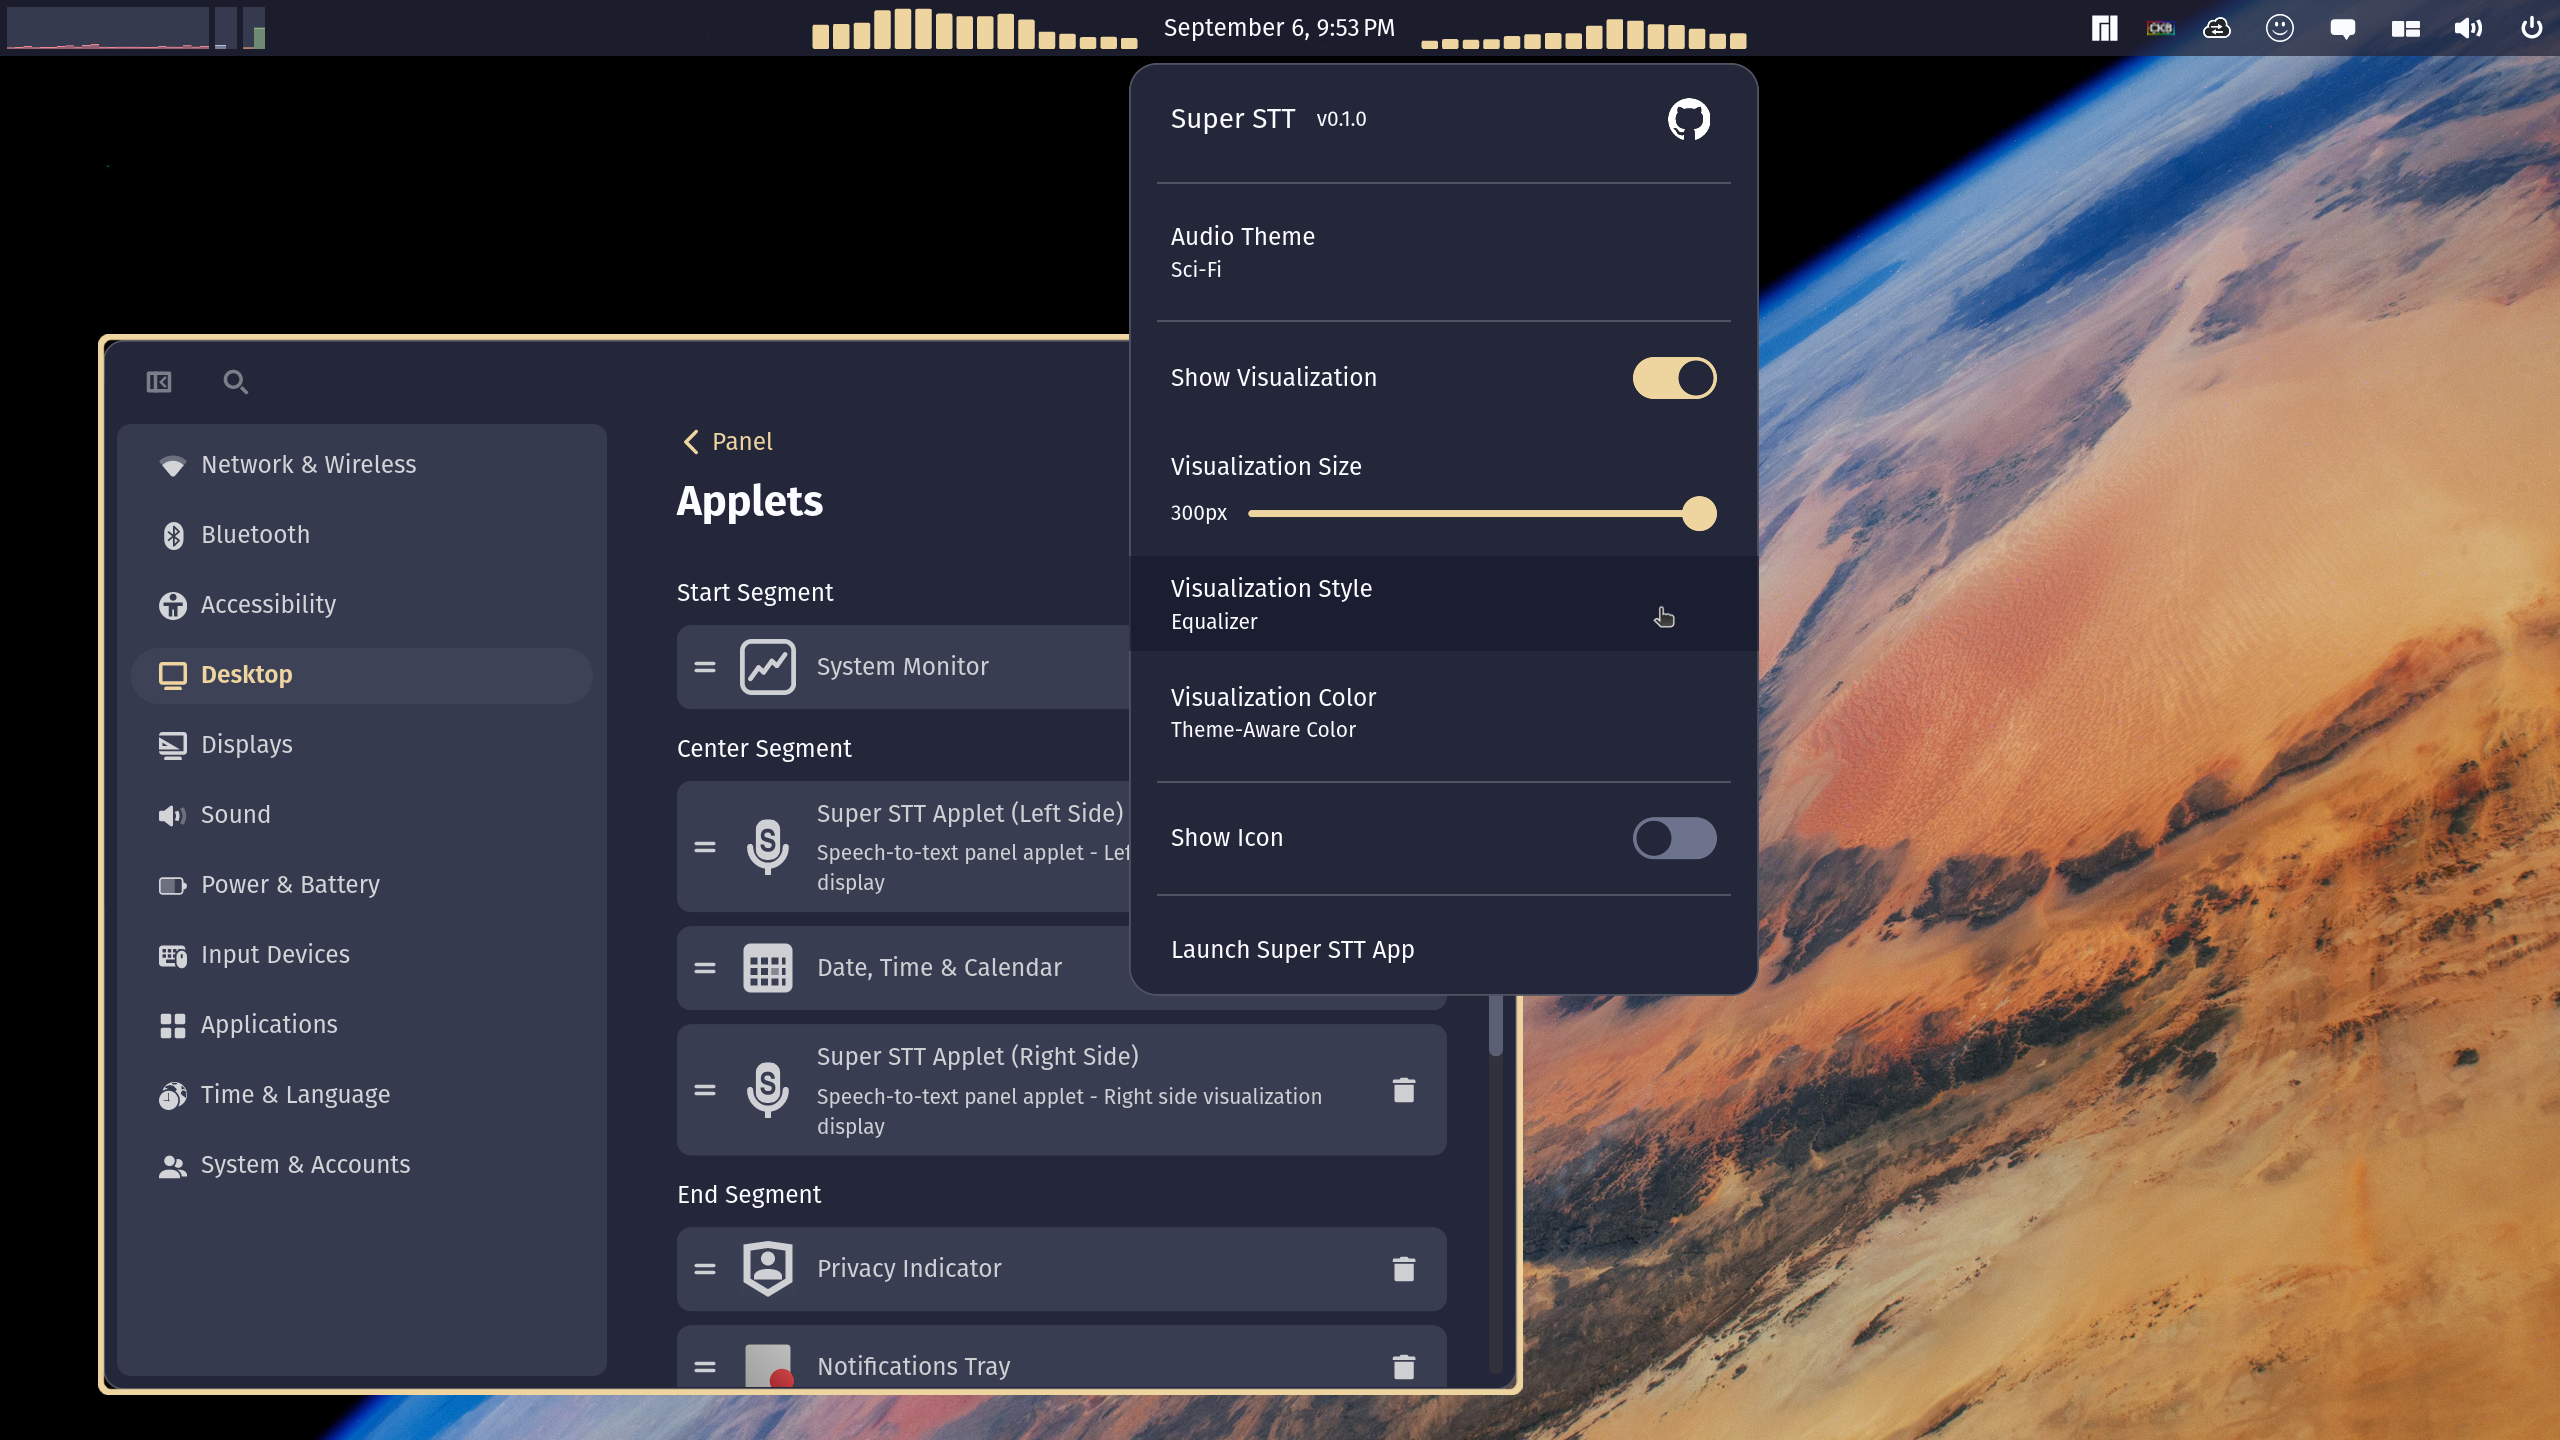 September 6, 9:53 PM
CKB
Super STT v0.1.0
Audio Theme
Sci-Fi
Show Visualization
Visualization Size
300px
Visualization Style
Equalizer
Visualization Color
Theme-Aware Color
Show Icon
Launch Super STT App
Network & Wireless
Bluetooth
Accessibility
Desktop
Displays
Sound
Power & Battery
Input Devices
Applications
Time & Language
System & Accounts
Panel
Applets
Start Segment
System Monitor
Center Segment
Super STT Applet (Left Side)
Speech-to-text panel applet -
display
Date, Time & Calendar
Super STT Applet (Right Side)
Speech-to-text panel applet - Right side visualization
display
End Segment
Privacy Indicator
Notifications Tray